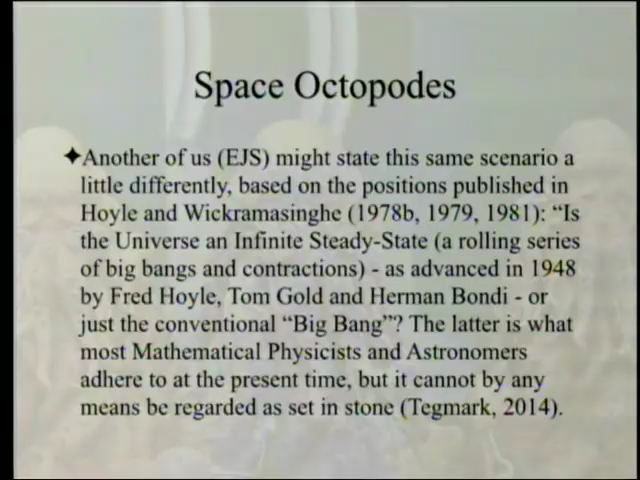 Space Octopodes
✦Another of us (EJS) might state this same scenario a
little differently, based on the positions published in
Hoyle and Wickramasinghe (1978b, 1979, 1981): “Is
the Universe an Infinite Steady-State (a rolling series
of big bangs and contractions) - as advanced in 1948
by Fred Hoyle, Tom Gold and Herman Bondi - or
just the conventional “Big Bang”? The latter is what
most Mathematical Physicists and Astronomers
adhere to at the present time, but it cannot by any
means be regarded as set in stone (Tegmark, 2014).